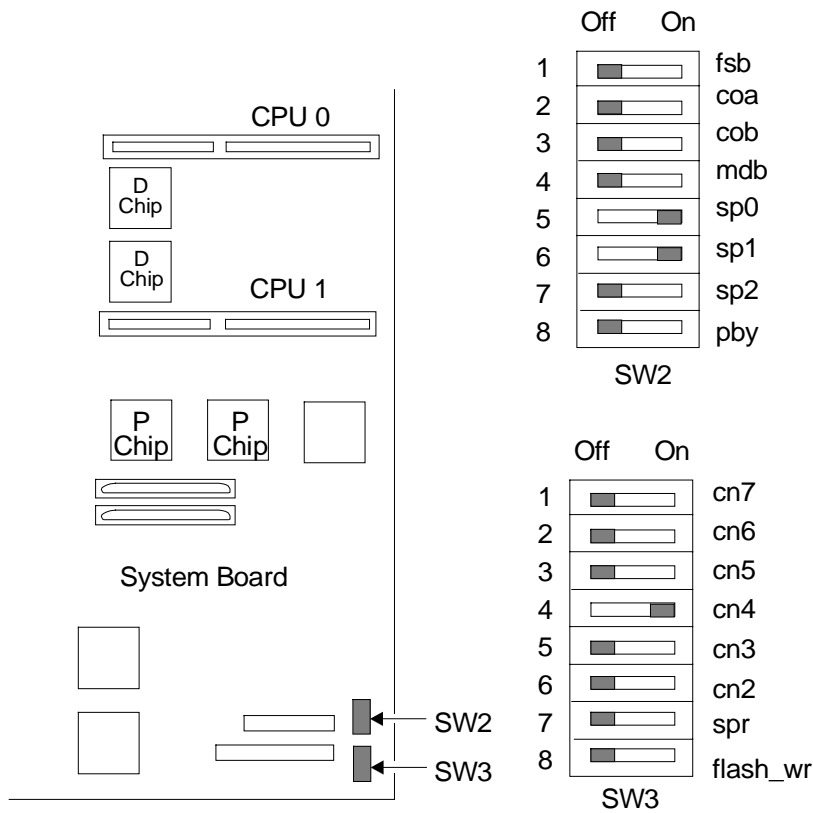 CPU 0
D
Chip
D
Chip
CPU 1
P
Chip
P
Chip
System Board
SW2
SW3
Off On
1 fsb
2 coa
3 cob
4 mdb
5 sp0
6 sp1
7 sp2
8 pby
SW2
Off On
1 cn7
2 cn6
3 cn5
4 cn4
5 cn3
6 cn2
7 spr
8 flash_wr
SW3